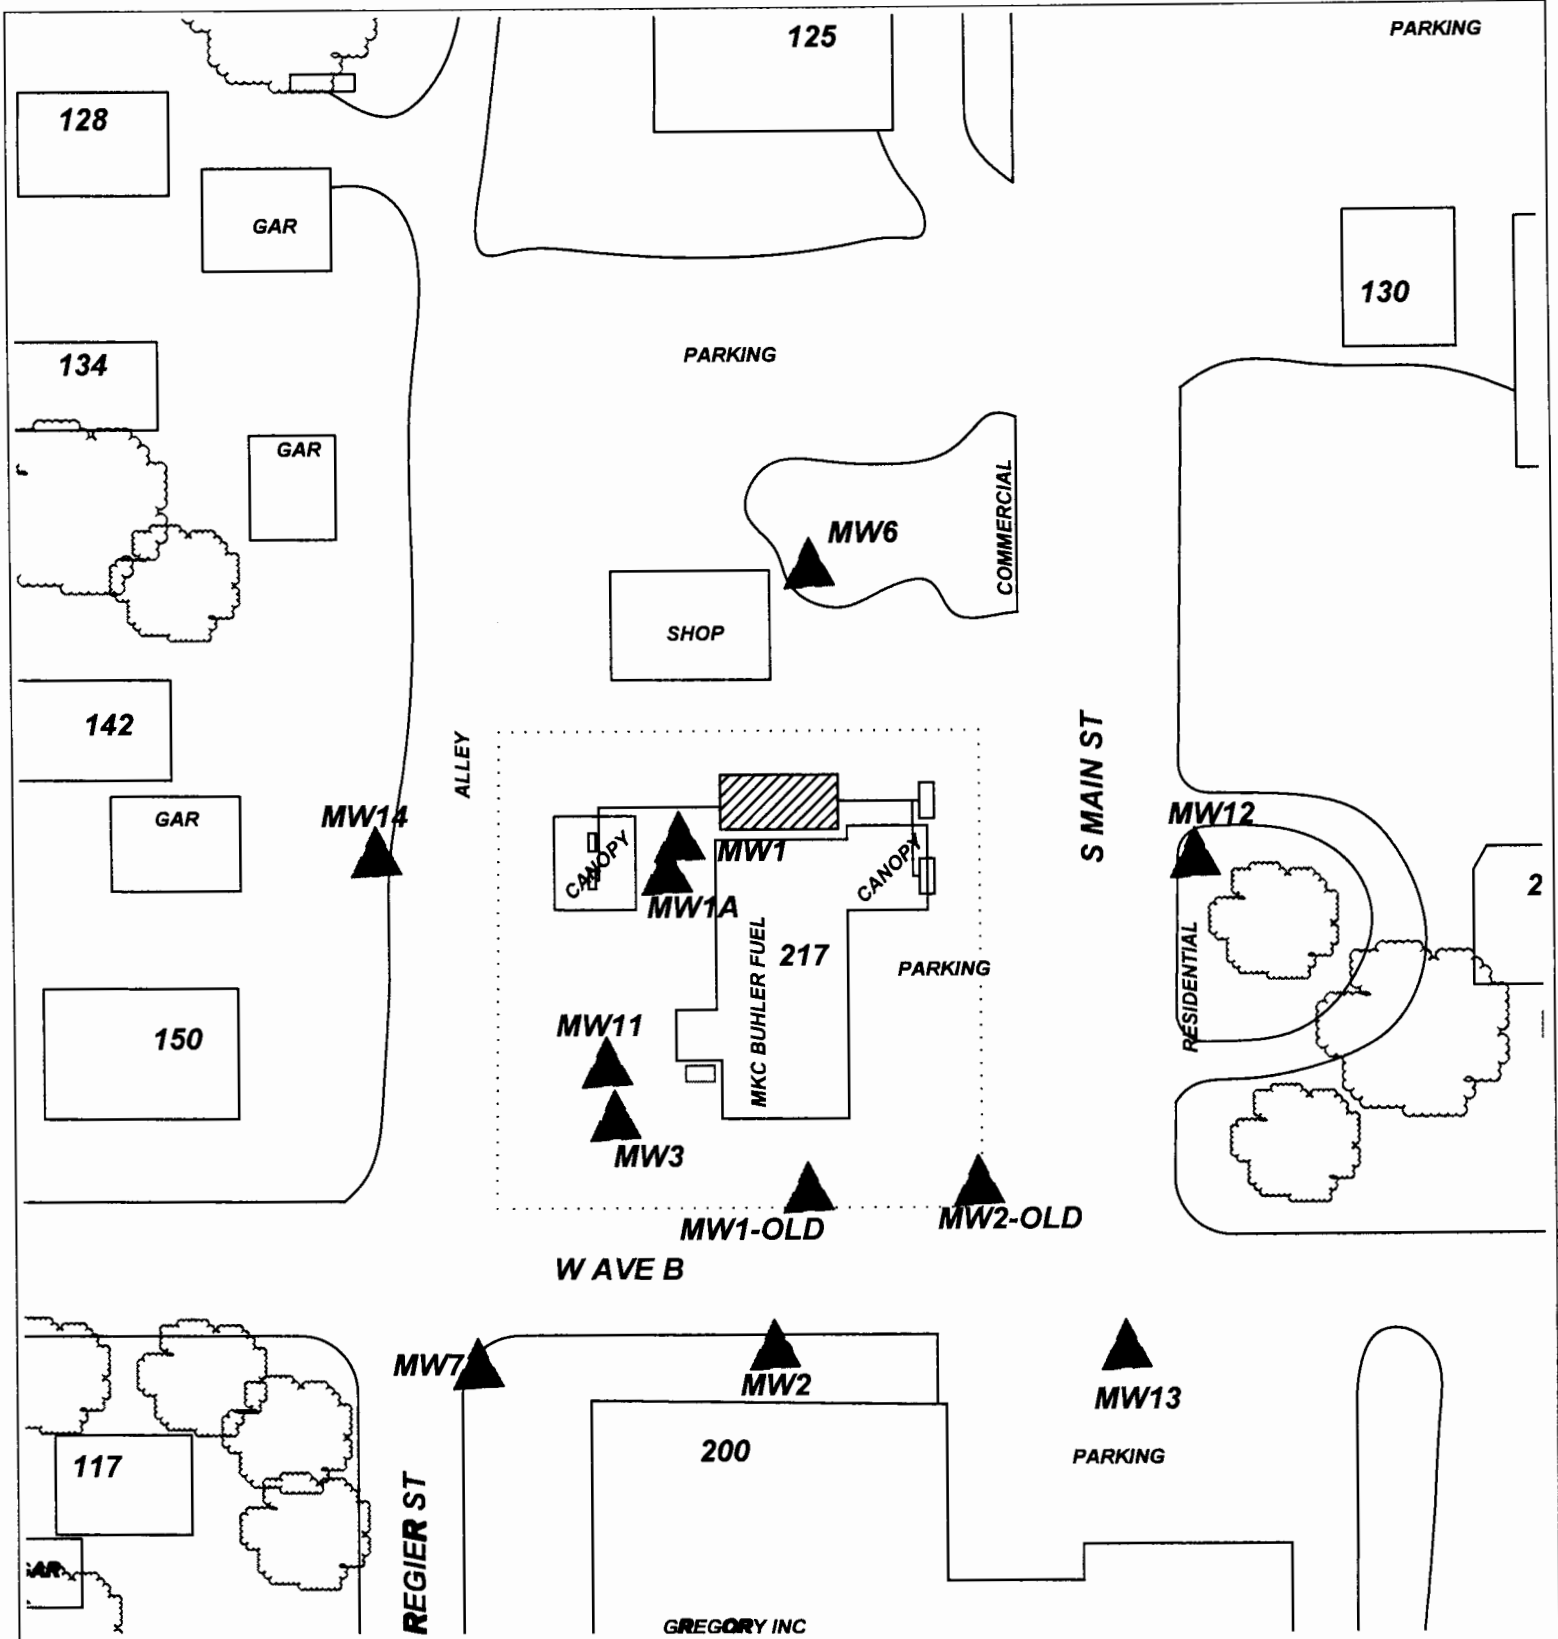 PARKING
125
128
GAR
130
134
PARKING
GAR
COMMERCIAL
MW6
SHOP
142
ALLEY
S MAIN ST
GAR
MW14
MW12
CANOPY
MW1
CANOPY
MW1A
2
217
MKC BUHLER FUEL
PARKING
RESIDENTIAL
MW11
150
MW3
MW1-OLD
MW2-OLD
W AVE B
MW7
MW2
MW13
200
PARKING
117
REGIER ST
GAR
GREGORY INC